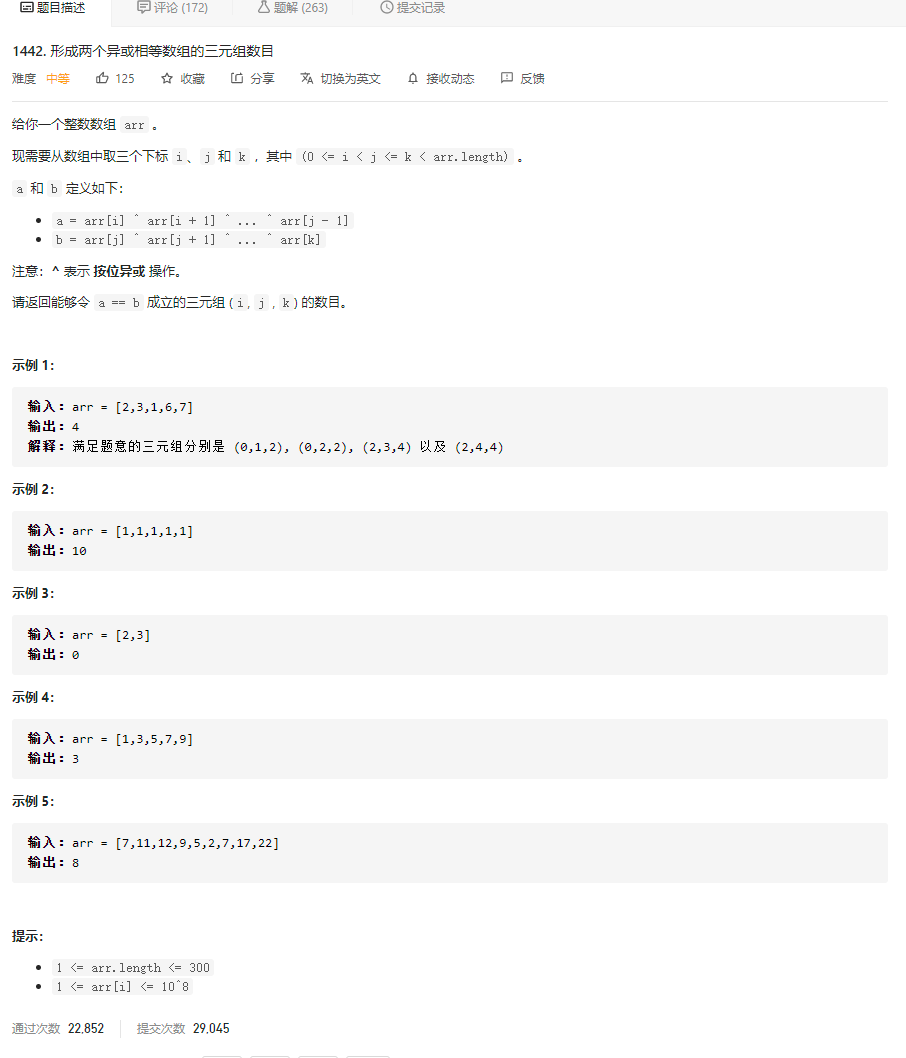 题目描述 评论 (172) 题解 (263) 提交记录
1442. 形成两个异或相等数组的三元组数目
难度 中等 125 收藏 分享 切换为英文 接收动态 反馈
给你一个整数数组 arr 。
现需要从数组中取三个下标 i、j 和 k ，其中 (0 <= i < j <= k < arr.length) 。
a 和 b 定义如下：
a = arr[i] ^ arr[i + 1] ^ ... ^ arr[j - 1]
b = arr[j] ^ arr[j + 1] ^ ... ^ arr[k]
注意：^ 表示 按位异或 操作。
请返回能够令 a == b 成立的三元组 (i, j , k) 的数目。
示例 1：
输入：arr = [2,3,1,6,7]
输出：4
解释：满足题意的三元组分别是 (0,1,2), (0,2,2), (2,3,4) 以及 (2,4,4)
示例 2：
输入：arr = [1,1,1,1,1]
输出：10
示例 3：
输入：arr = [2,3]
输出：0
示例 4：
输入：arr = [1,3,5,7,9]
输出：3
示例 5：
输入：arr = [7,11,12,9,5,2,7,17,22]
输出：8
提示：
1 <= arr.length <= 300
1 <= arr[i] <= 10^8
通过次数 22,852 提交次数 29,045